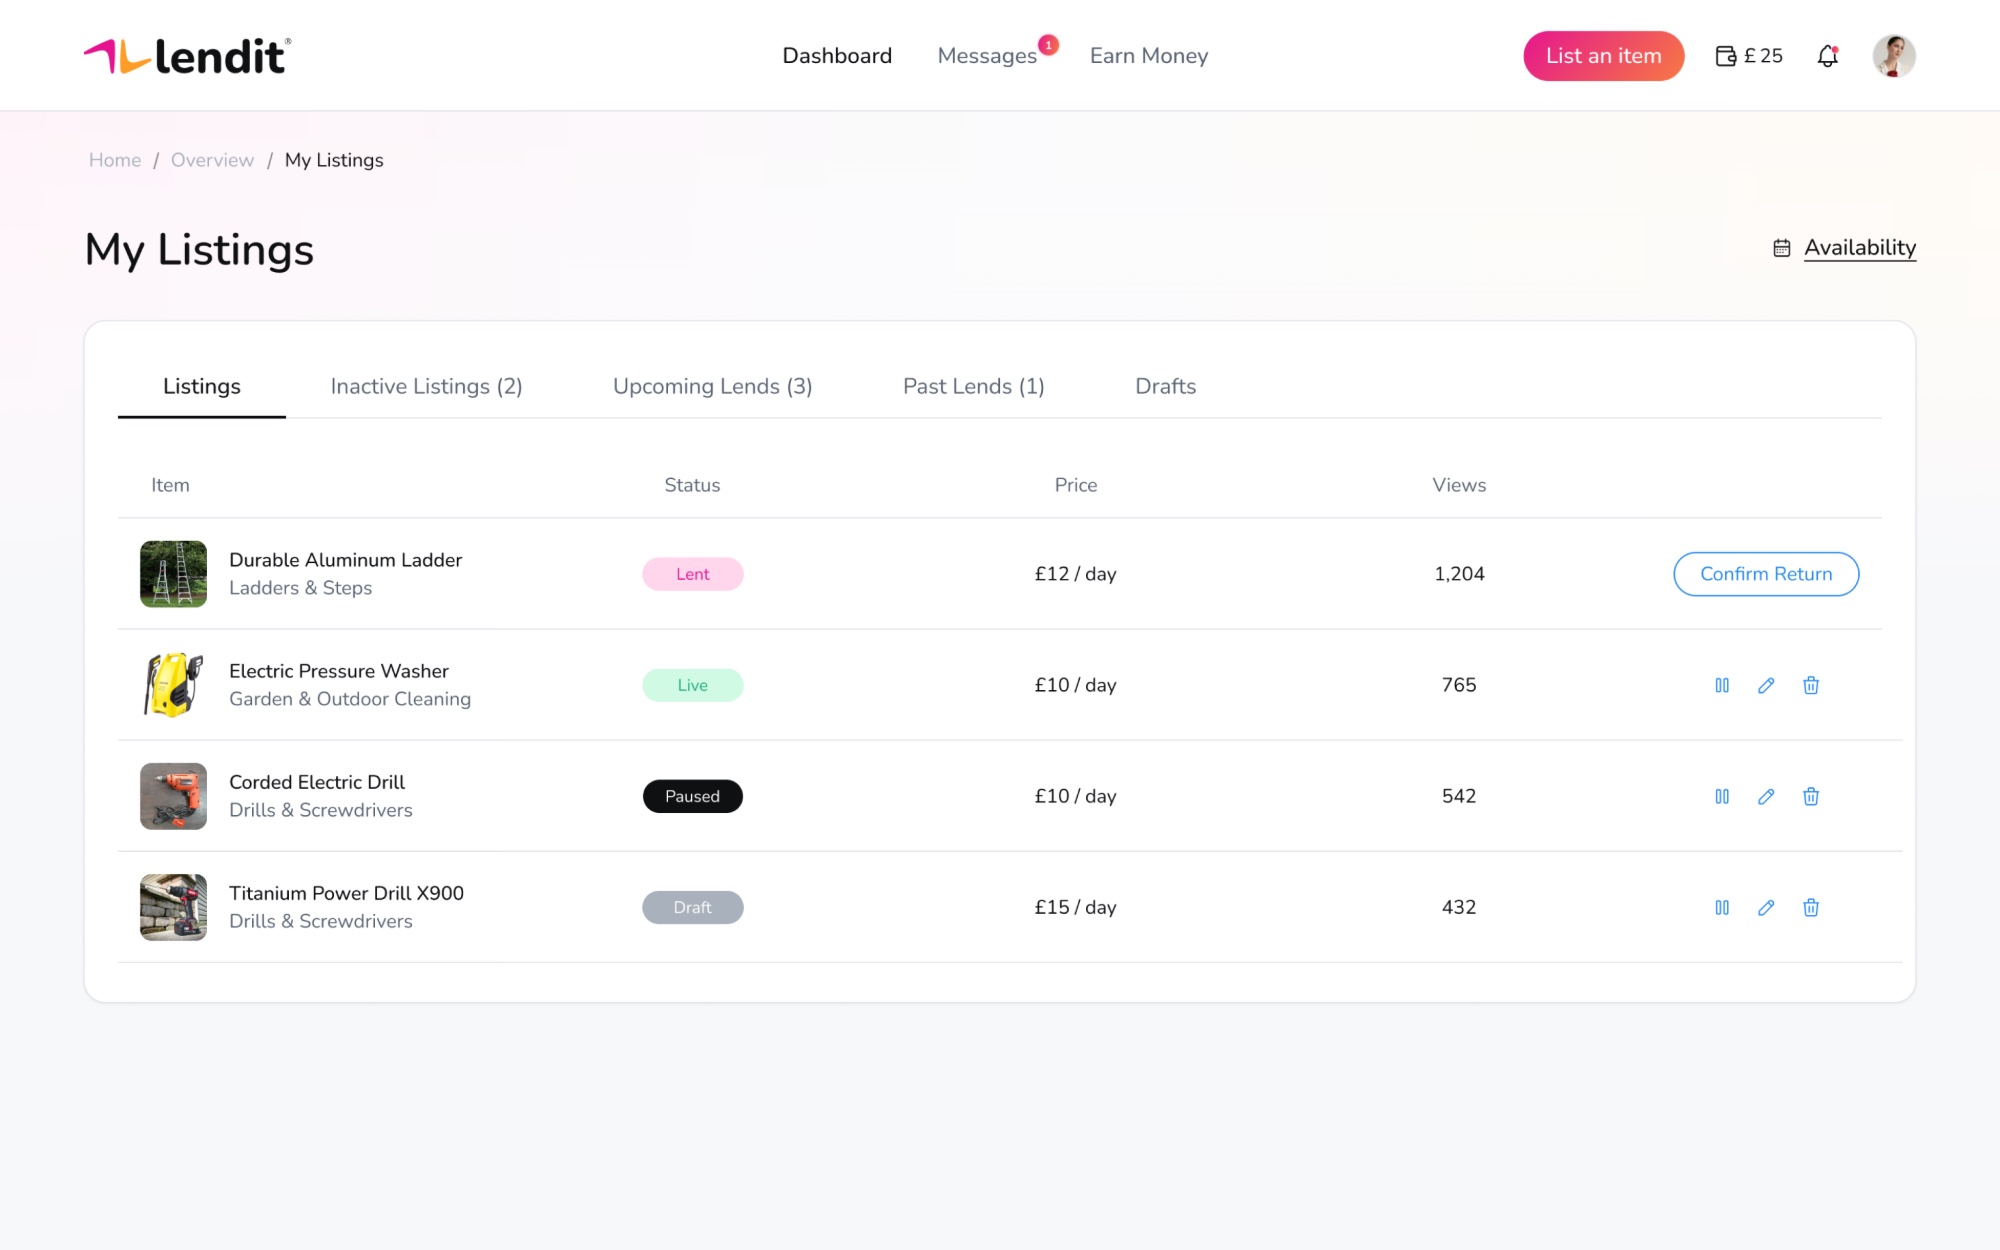 lendit®
Dashboard
Messages 1
Earn Money
List an item
£ 25
Home / Overview / My Listings
My Listings
Availability
Listings
Inactive Listings (2)
Upcoming Lends (3)
Past Lends (1)
Drafts
Item Status Price Views
Durable Aluminum Ladder
Ladders & Steps
Lent
£12 / day
1,204
Confirm Return
Electric Pressure Washer
Garden & Outdoor Cleaning
Live
£10 / day
765
Corded Electric Drill
Drills & Screwdrivers
Paused
£10 / day
542
Titanium Power Drill X900
Drills & Screwdrivers
Draft
£15 / day
432